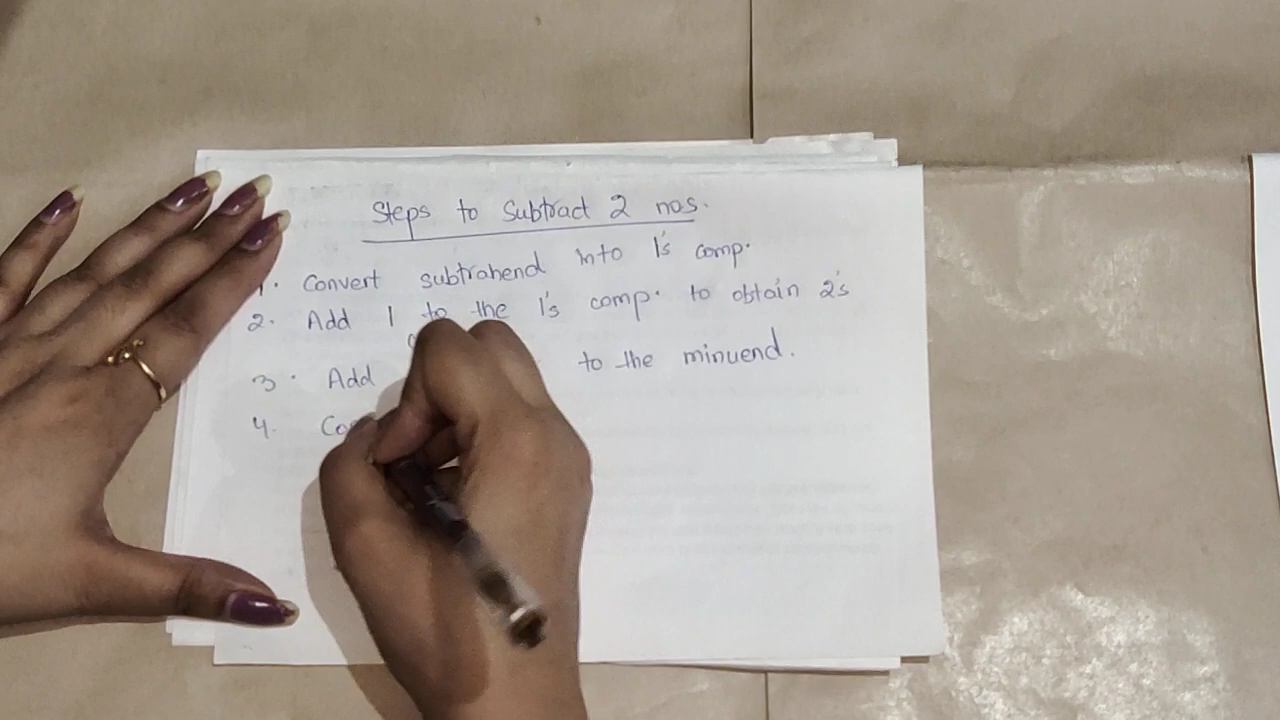 Steps to Subtract 2 nos.
1. Convert subtrahend into 1's comp.
2. Add 1 to the 1's comp. to obtain 2's
3. Add to the minuend.
4.